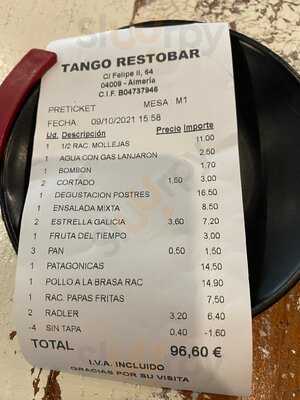 TANGO RESTOBAR
C/ Felipe II, 64
04009 - Almeria
C.I.F. B04737946
PRETICKET MESA M1
FECHA 09/10/2021 15:58
Ud. Descripción Precio Importe
1 1/2 RAC. MOLLEJAS 11.00
1 AGUA CON GAS LANJARON 2.50
1 BOMBON 1.70
2 CORTADO 1,50 3.00
1 DEGUSTACION POSTRES 16.50
1 ENSALADA MIXTA 8.50
2 ESTRELLA GALICIA 3,60 7.20
1 FRUTA DEL TIEMPO 3,00
3 PAN 0,50 1,50
1 PATAGONICAS 14,50
1 POLLO A LA BRASA RAC 14,90
1 RAC. PAPAS FRITAS 7,50
2 RADLER 3,20 6,40
-4 SIN TAPA 0,40 -1,60
TOTAL 96,60 €
I.V.A. INCLUIDO
GRACIAS POR SU VISITA